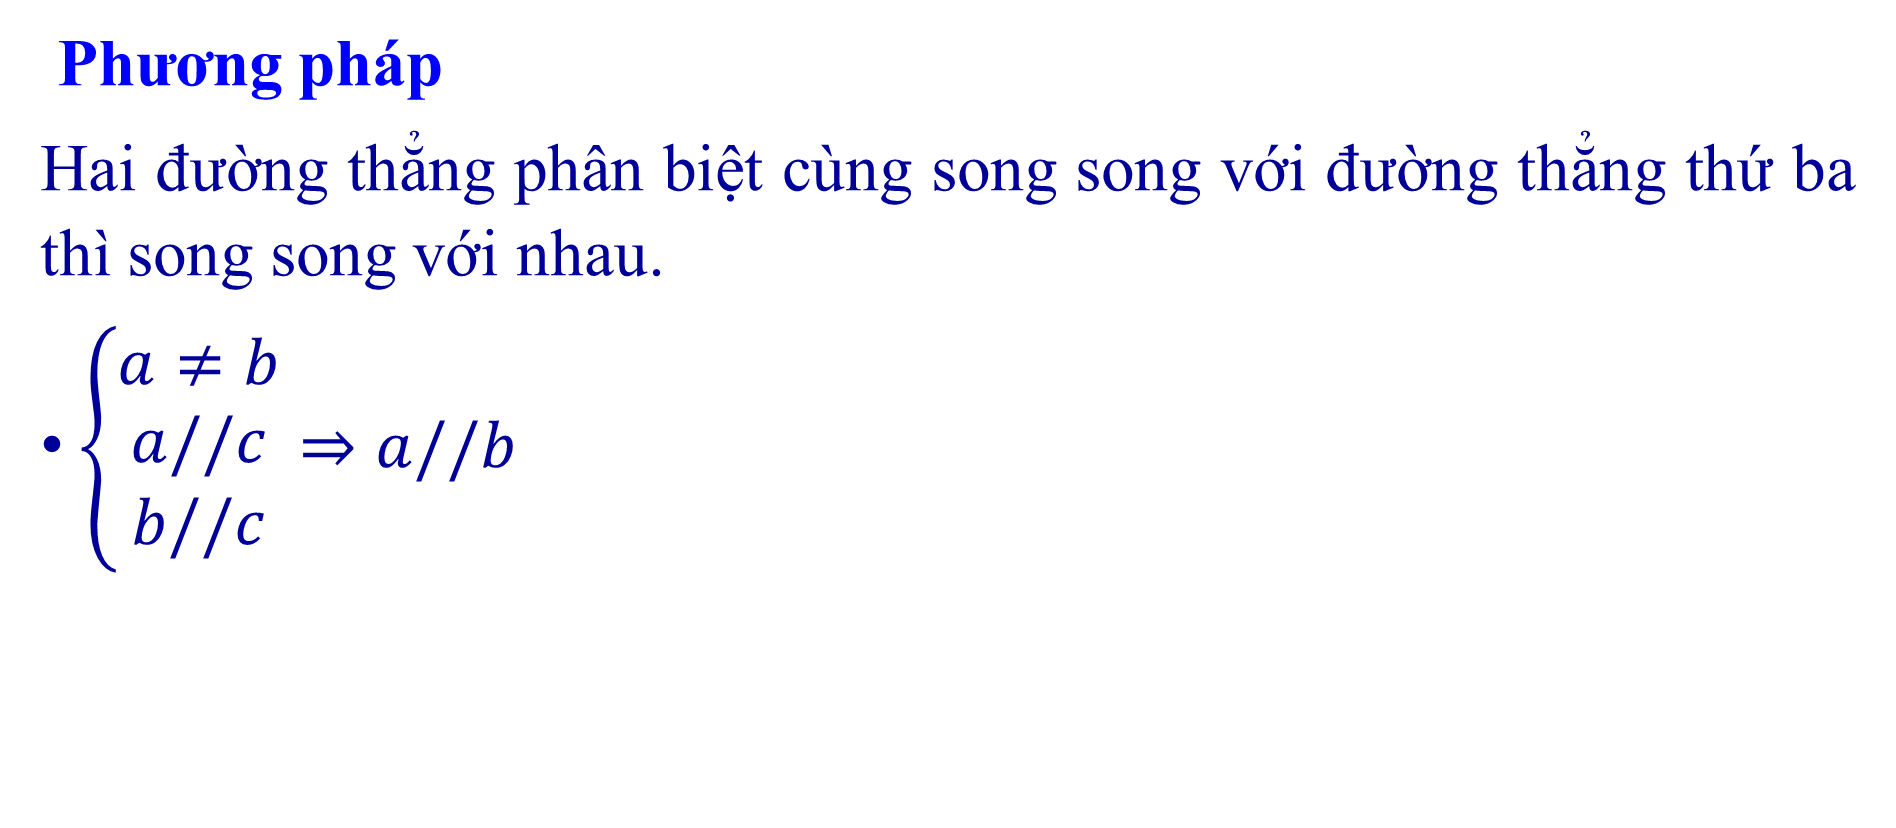 Phương pháp
Hai đường thẳng phân biệt cùng song song với đường thẳng thứ ba
thì song song với nhau.
a ≠ b
• { a//c ⇒ a//b
b//c